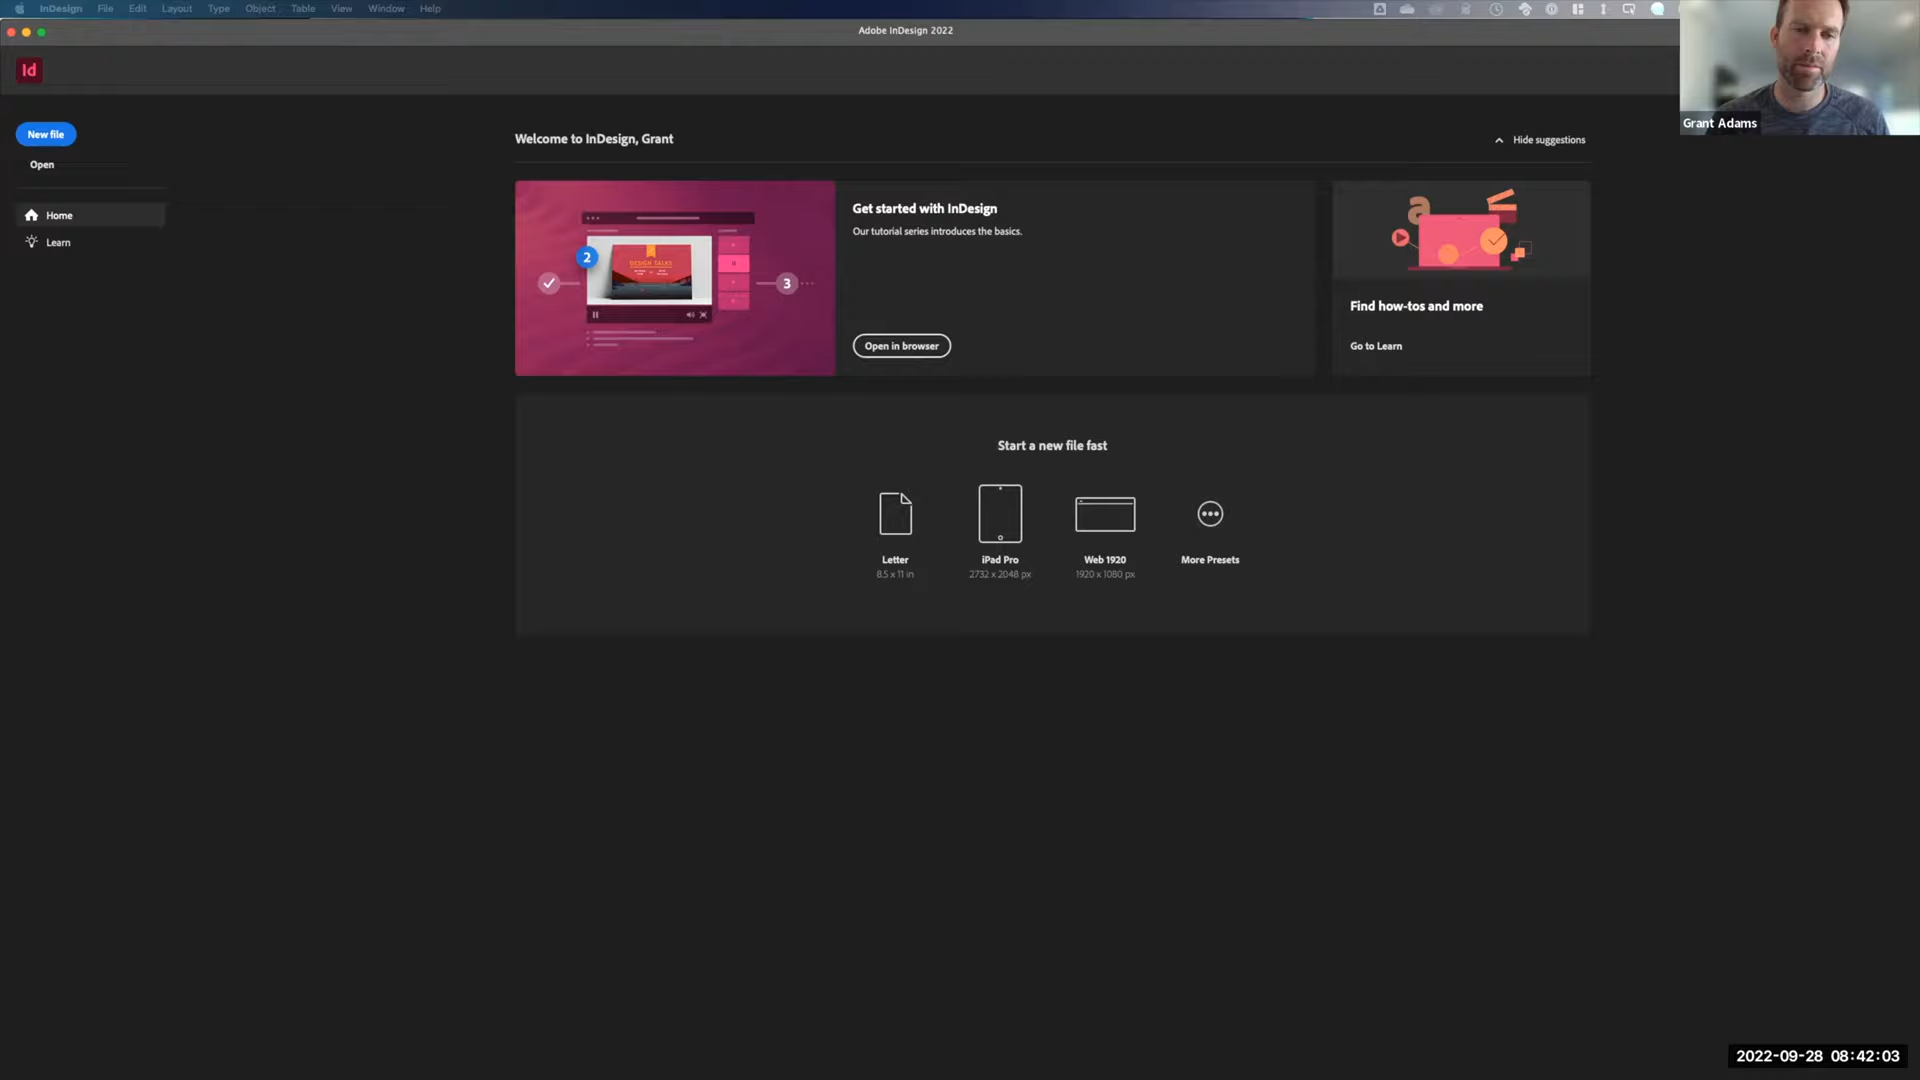 InDesign File Edit Layout Type Object Table View Window Help
Adobe InDesign 2022
Id
Grant Adams
New file
Open
Home
Learn
Welcome to InDesign, Grant
Hide suggestions
2
3
DESIGN TALKS
Get started with InDesign
Our tutorial series introduces the basics.
Open in browser
a
Find how-tos and more
Go to Learn
Start a new file fast
Letter
8.5 x 11 in
iPad Pro
2732 x 2048 px
Web 1920
1920 x 1080 px
More Presets
2022-09-28 08:42:03